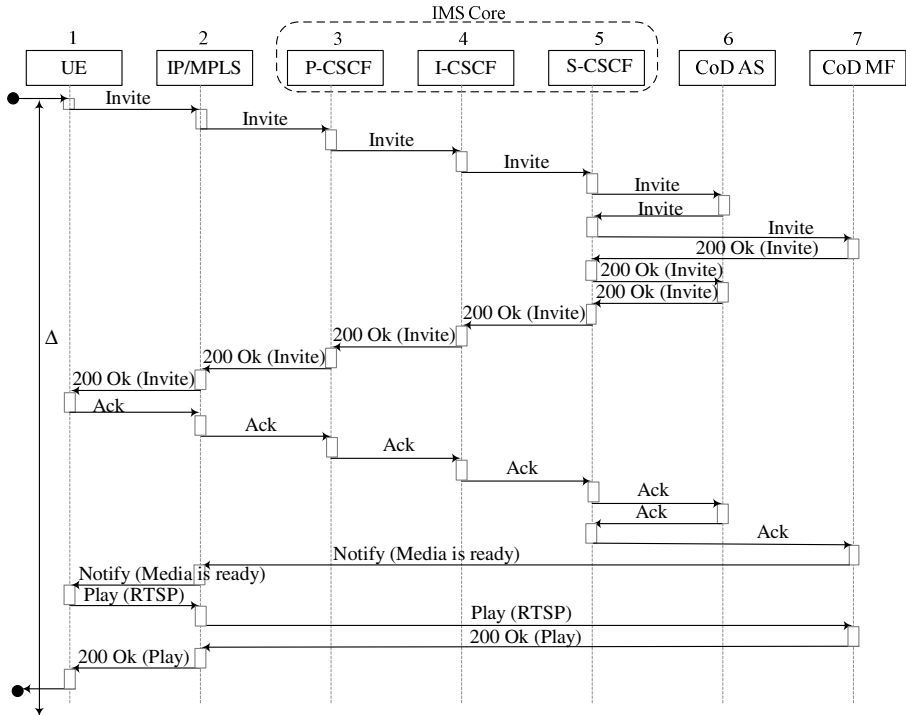 IMS Core
1 2 3 4 5 6 7
UE IP/MPLS P-CSCF I-CSCF S-CSCF CoD AS CoD MF
Invite
Invite
Invite
Invite
Invite
Invite
Invite
200 Ok (Invite)
200 Ok (Invite)
200 Ok (Invite)
200 Ok (Invite)
200 Ok (Invite)
Δ
200 Ok (Invite)
200 Ok (Invite)
Ack
Ack
Ack
Ack
Ack
Ack
Ack
Notify (Media is ready)
Notify (Media is ready)
Play (RTSP)
Play (RTSP)
200 Ok (Play)
200 Ok (Play)